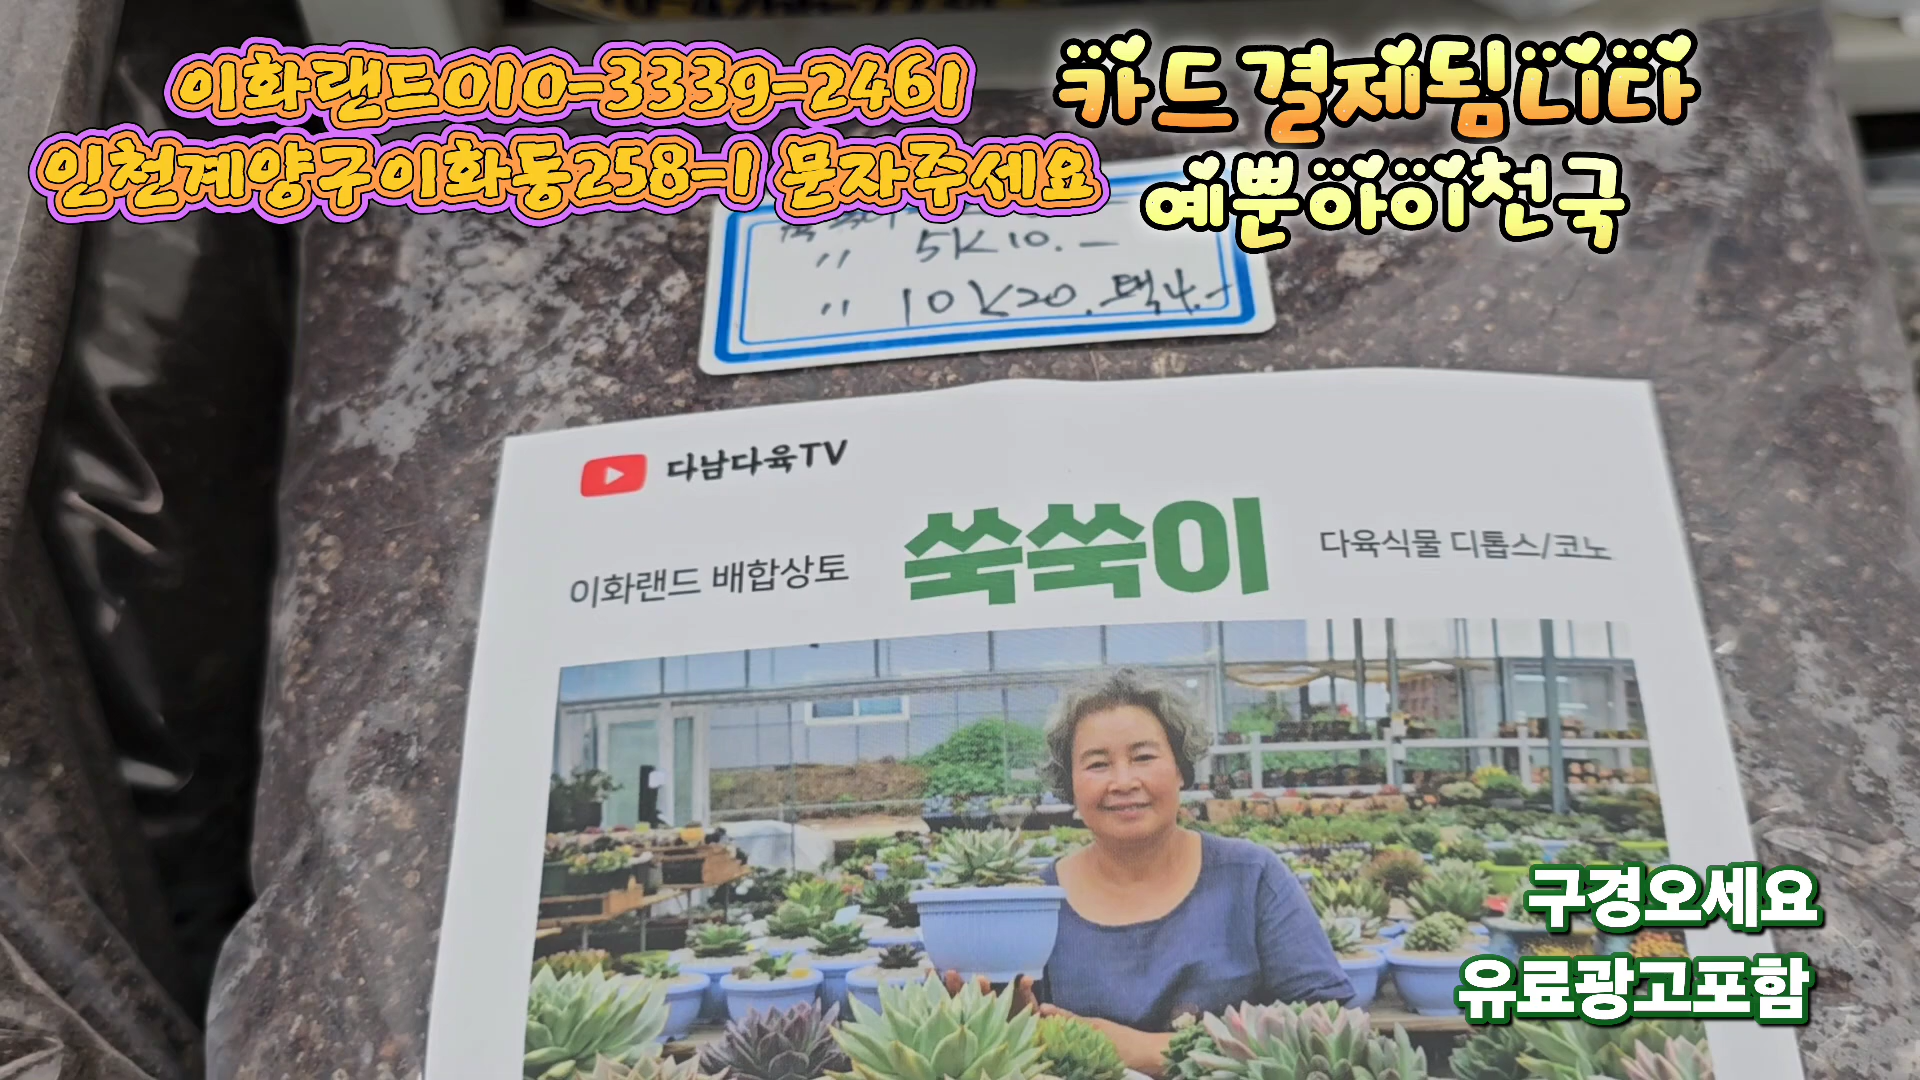 이화랜드010-3339-2461
인천계양구이화동258-1 문자주세요
카드결제됩니다
예쁜아이천국
〃 5K 10.-
〃 10K 20. 택4.-
다남다육TV
이화랜드 배합상토
쑥쑥이
다육식물 디톱스/코노
구경오세요
유료광고포함